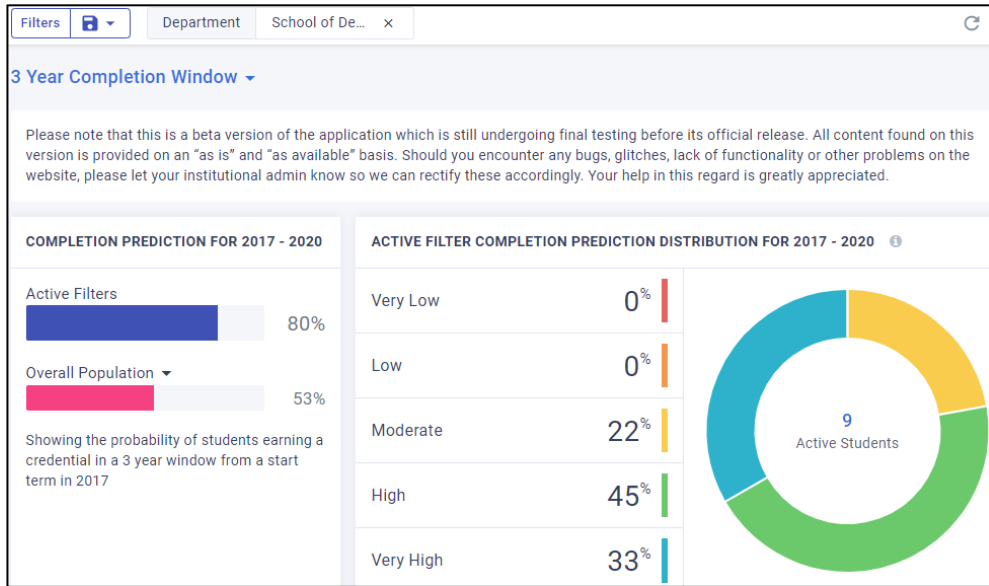 Filters
Department
School of De...
3 Year Completion Window
Please note that this is a beta version of the application which is still undergoing final testing before its official release. All content found on this
version is provided on an “as is” and “as available” basis. Should you encounter any bugs, glitches, lack of functionality or other problems on the
website, please let your institutional admin know so we can rectify these accordingly. Your help in this regard is greatly appreciated.
COMPLETION PREDICTION FOR 2017 - 2020
Active Filters
80%
Overall Population
53%
Showing the probability of students earning a
credential in a 3 year window from a start
term in 2017
ACTIVE FILTER COMPLETION PREDICTION DISTRIBUTION FOR 2017 - 2020
Very Low 0%
Low 0%
Moderate 22%
High 45%
Very High 33%
9
Active Students